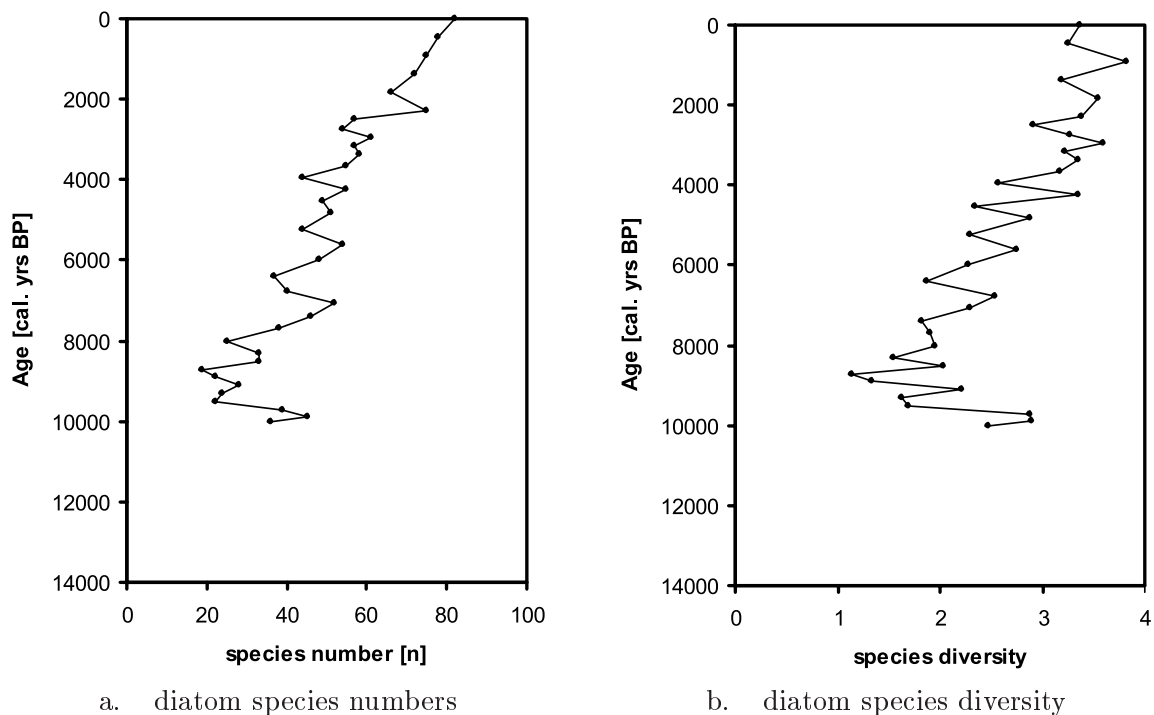 0
2000
4000
6000
8000
10000
12000
14000
Age [cal. yrs BP]
0 20 40 60 80 100
species number [n]
a. diatom species numbers
0
2000
4000
6000
8000
10000
12000
14000
Age [cal. yrs BP]
0 1 2 3 4
species diversity
b. diatom species diversity